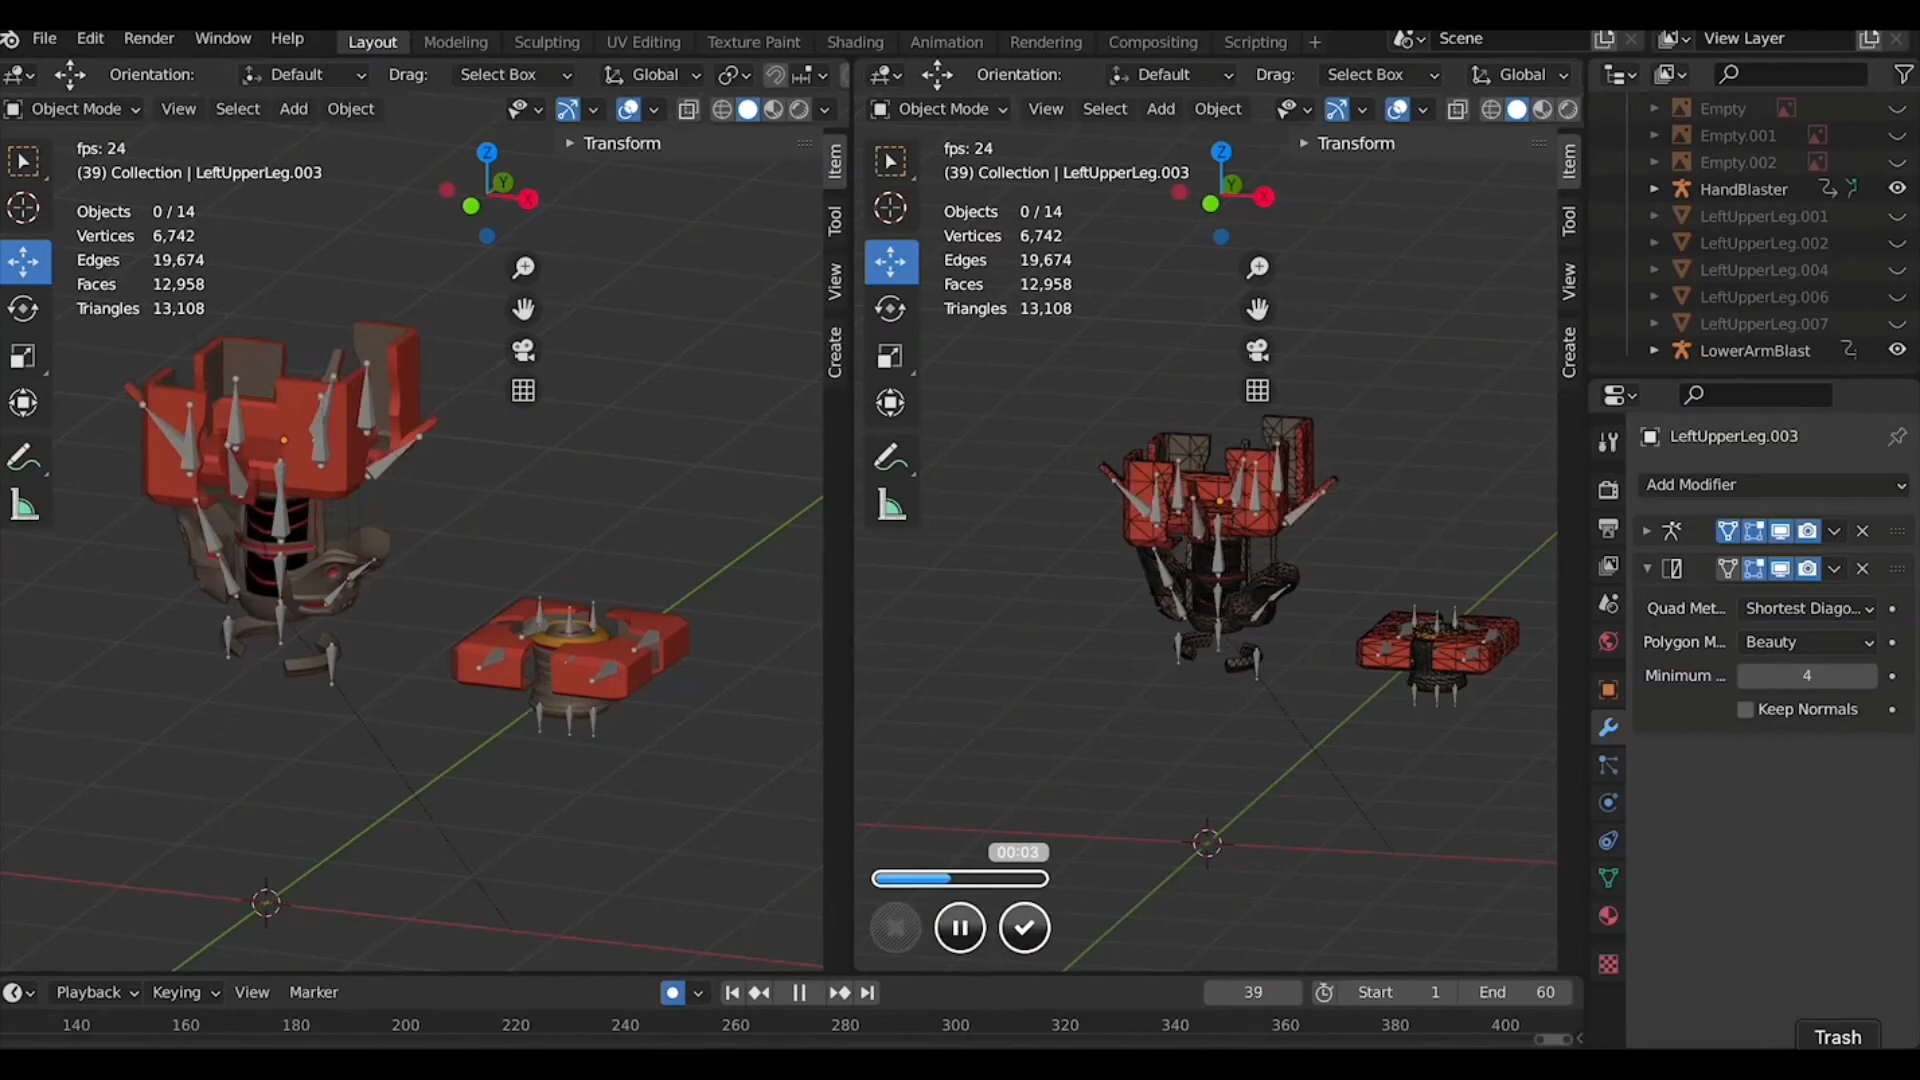 File Edit Render Window Help Layout Modeling Sculpting UV Editing Texture Paint Shading Animation Rendering Compositing Scripting + Scene View Layer
Orientation: Default Drag: Select Box Global
Orientation: Default Drag: Select Box Global
Object Mode View Select Add Object
Object Mode View Select Add Object
fps: 24
(39) Collection | LeftUpperLeg.003
Objects 0 / 14
Vertices 6,742
Edges 19,674
Faces 12,958
Triangles 13,108
Transform
Z
Y
X
Item
Tool
View
Create
fps: 24
(39) Collection | LeftUpperLeg.003
Objects 0 / 14
Vertices 6,742
Edges 19,674
Faces 12,958
Triangles 13,108
Transform
Z
Y
X
Item
Tool
View
Create
00:03
Empty
Empty.001
Empty.002
HandBlaster
LeftUpperLeg.001
LeftUpperLeg.002
LeftUpperLeg.004
LeftUpperLeg.006
LeftUpperLeg.007
LowerArmBlast
LeftUpperLeg.003
Add Modifier
Quad Met... Shortest Diago...
Polygon M... Beauty
Minimum ... 4
Keep Normals
Playback Keying View Marker 39 Start 1 End 60
140 160 180 200 220 240 260 280 300 320 340 360 380 400
Trash